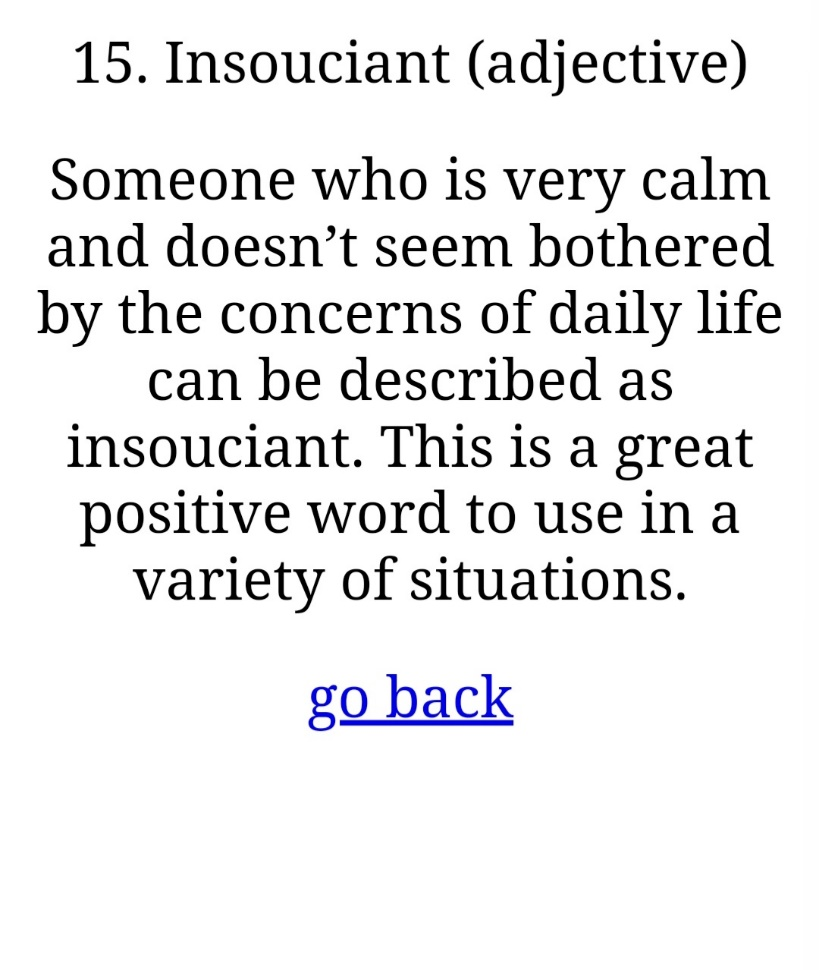 15. Insouciant (adjective)
Someone who is very calm
and doesn’t seem bothered
by the concerns of daily life
can be described as
insouciant. This is a great
positive word to use in a
variety of situations.
go back